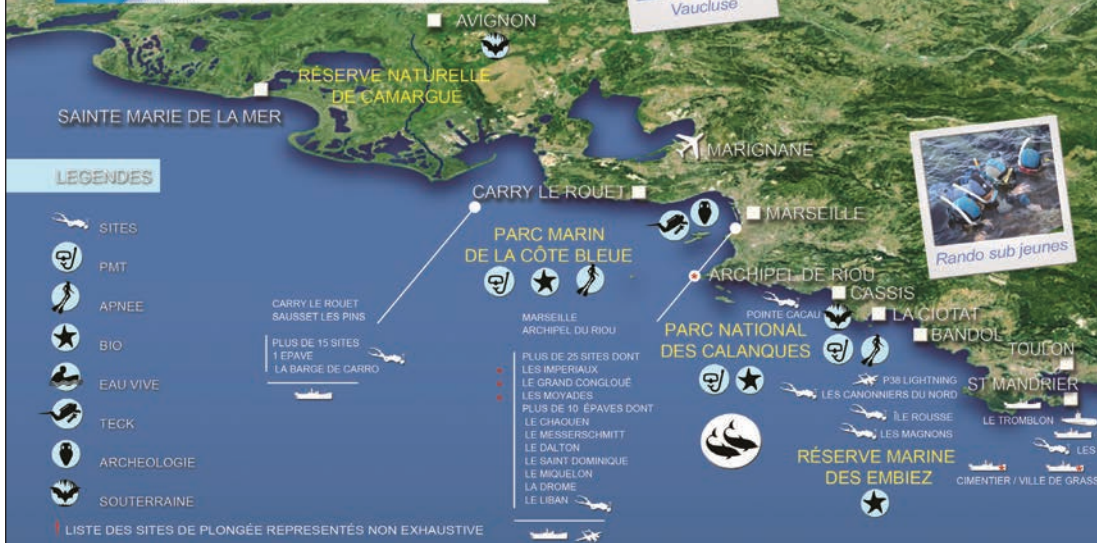 Vaucluse
AVIGNON
RÉSERVE NATURELLE
DE CAMARGUE
SAINTE MARIE DE LA MER
MARIGNANE
LEGENDES
CARRY LE ROUET
MARSEILLE
Rando sub jeunes
SITES
PMT
APNEE
BIO
EAU VIVE
TECK
ARCHEOLOGIE
SOUTERRAINE
PARC MARIN
DE LA CÔTE BLEUE
ARCHIPEL DE RIOU
CASSIS
POINTE CACAU
LA CIOTAT
BANDOL
TOULON
ST MANDRIER
CARRY LE ROUET
SAUSSET LES PINS
PLUS DE 15 SITES
1 EPAVE
LA BARGE DE CARRO
MARSEILLE
ARCHIPEL DU RIOU
PLUS DE 25 SITES DONT
LES IMPERIAUX
LE GRAND CONGLOUÉ
LES MOYADES
PLUS DE 10 ÉPAVES DONT
LE CHAOUEN
LE MESSERSCHMITT
LE DALTON
LE SAINT DOMINIQUE
LE MIQUELON
LA DROME
LE LIBAN
PARC NATIONAL
DES CALANQUES
P38 LIGHTNING
LES CANONNIERS DU NORD
ÎLE ROUSSE
LES MAGNONS
LE TROMBLON
LES
RÉSERVE MARINE
DES EMBIEZ
CIMENTIER / VILLE DE GRASS
! LISTE DES SITES DE PLONGÉE REPRESENTÉS NON EXHAUSTIVE